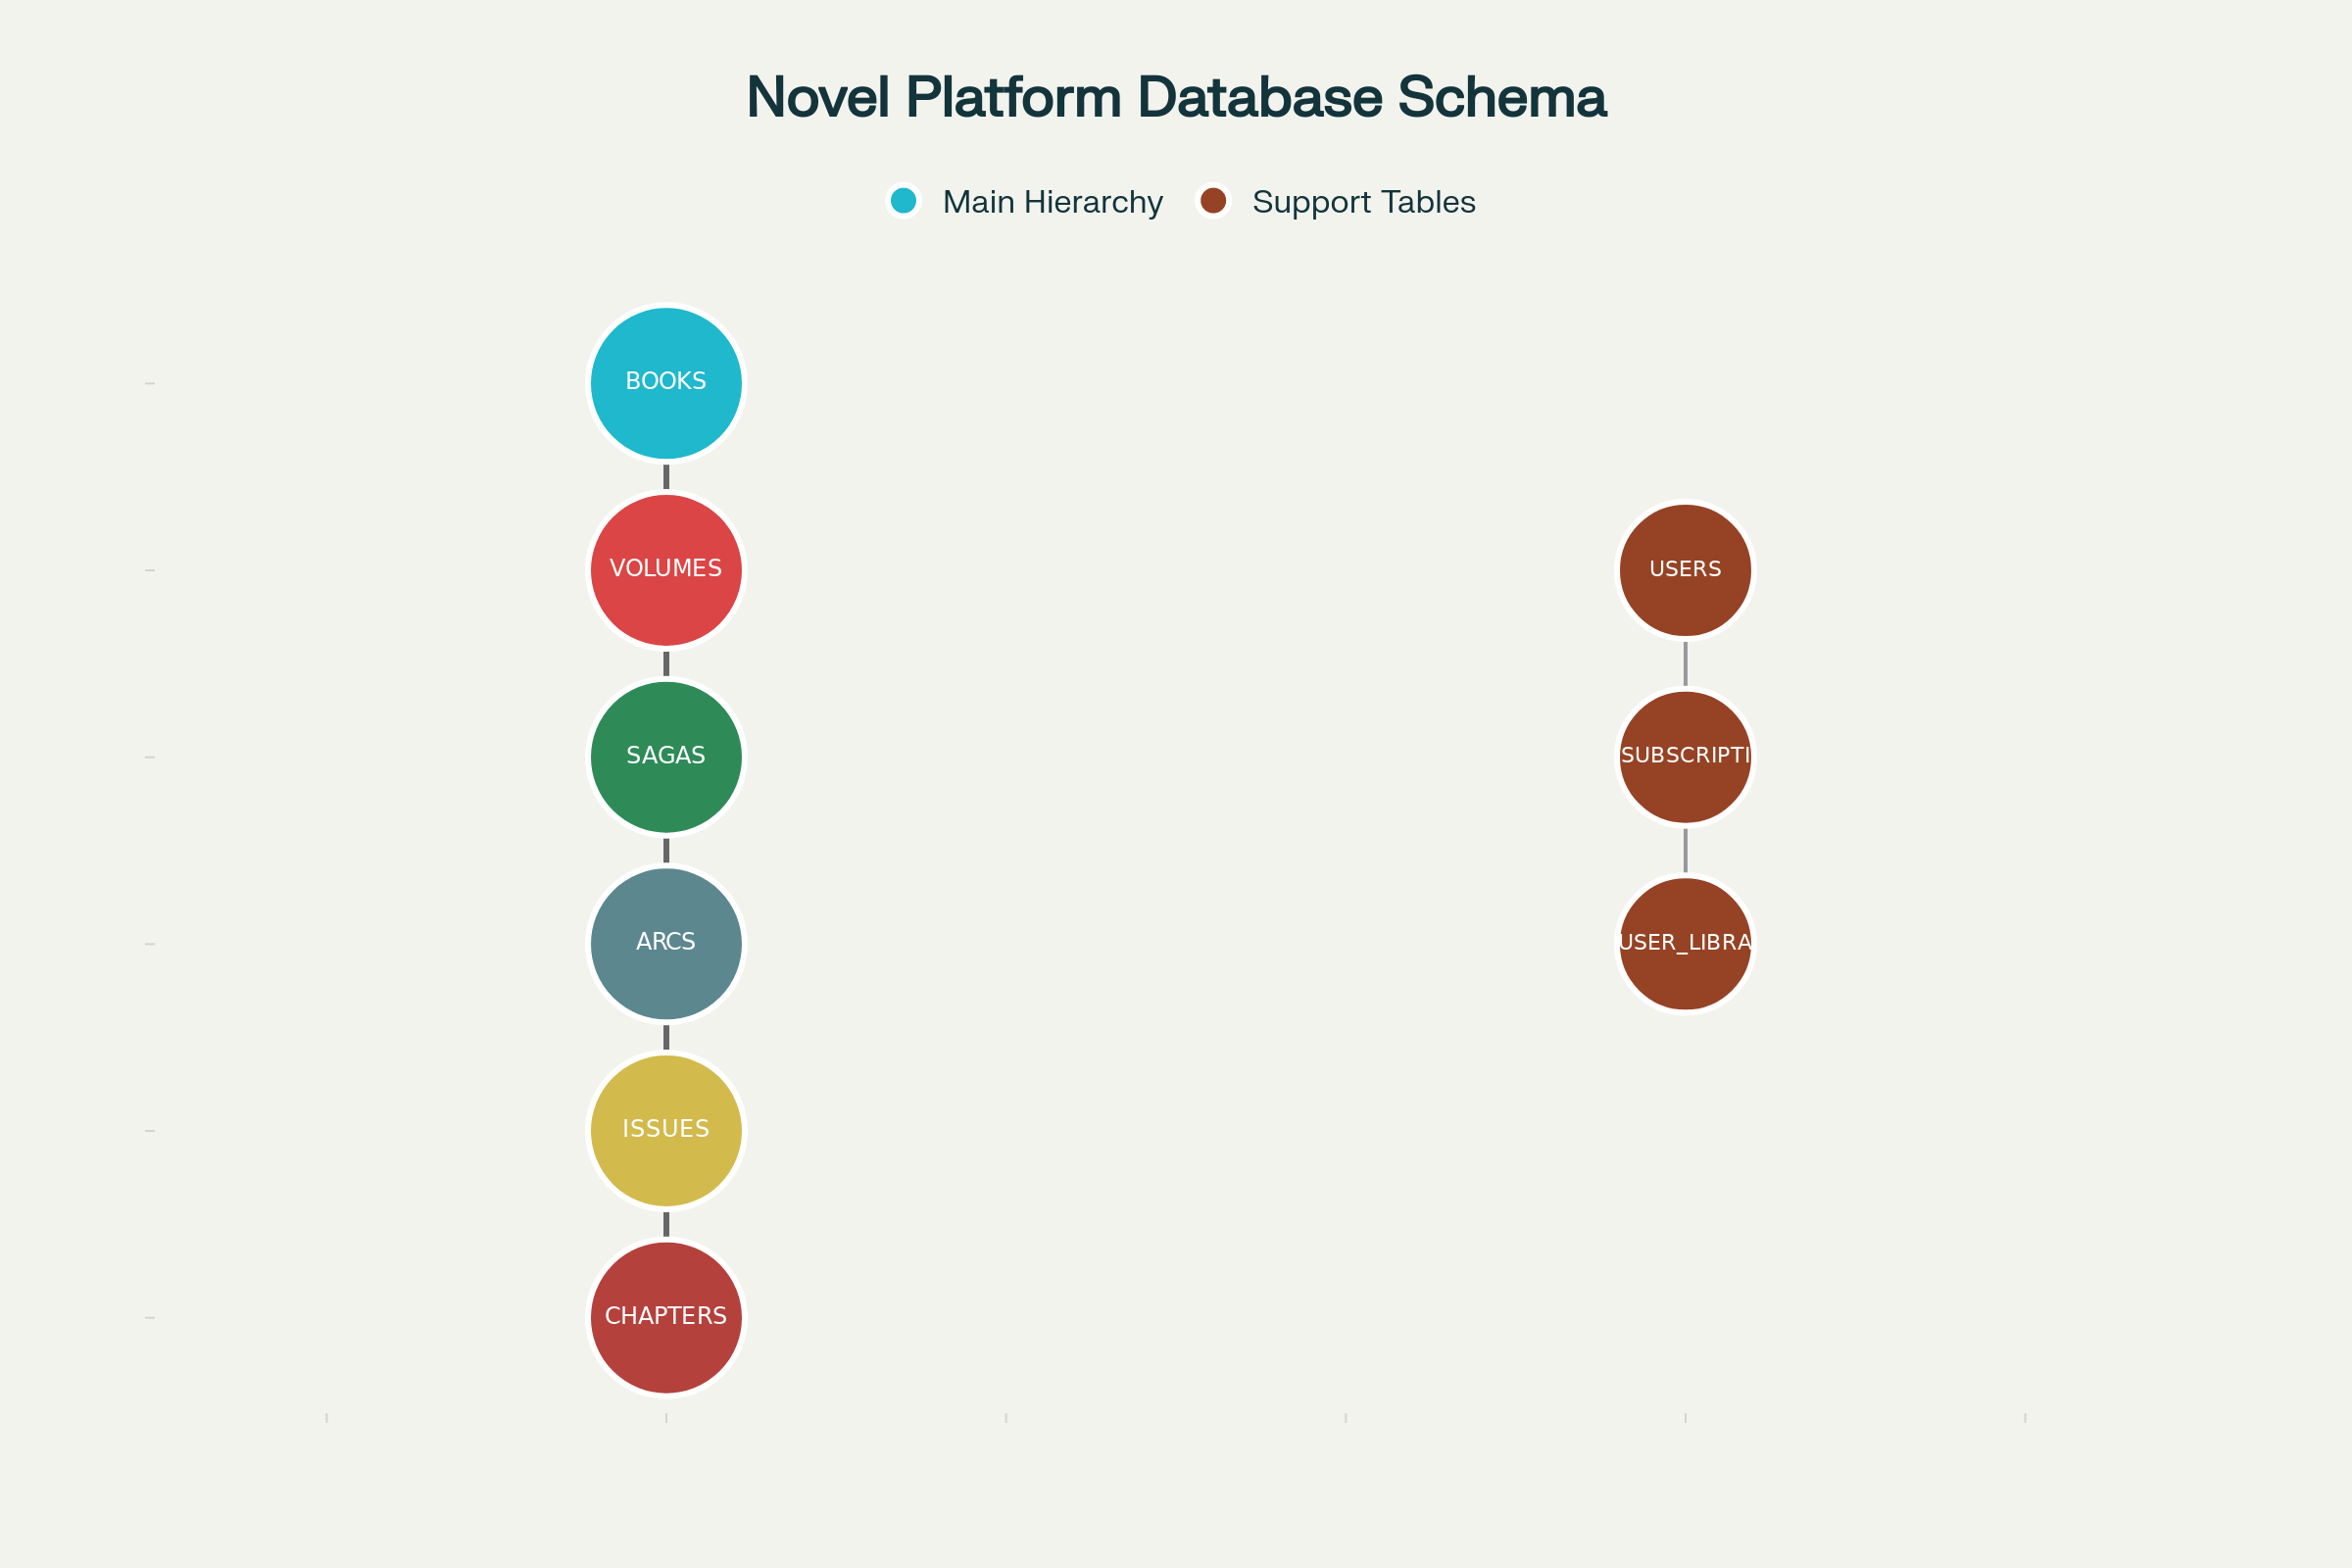 Novel Platform Database Schema
Main Hierarchy
Support Tables
BOOKS
VOLUMES
SAGAS
ARCS
ISSUES
CHAPTERS
USERS
SUBSCRIPTI
USER_LIBRA